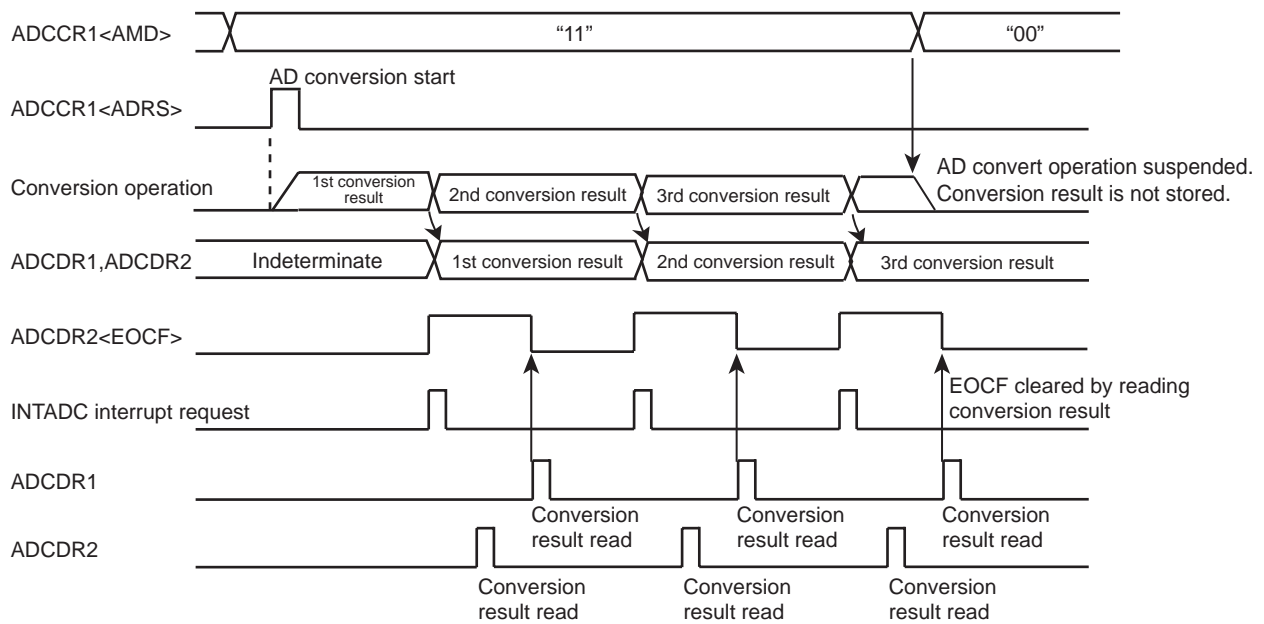 ADCCR1<AMD>
“11”
“00”
AD conversion start
ADCCR1<ADRS>
AD convert operation suspended.
Conversion result is not stored.
Conversion operation
1st conversion
result
2nd conversion result
3rd conversion result
ADCDR1,ADCDR2
Indeterminate
1st conversion result
2nd conversion result
3rd conversion result
ADCDR2<EOCF>
EOCF cleared by reading
conversion result
INTADC interrupt request
ADCDR1
Conversion
result read
Conversion
result read
Conversion
result read
ADCDR2
Conversion
result read
Conversion
result read
Conversion
result read